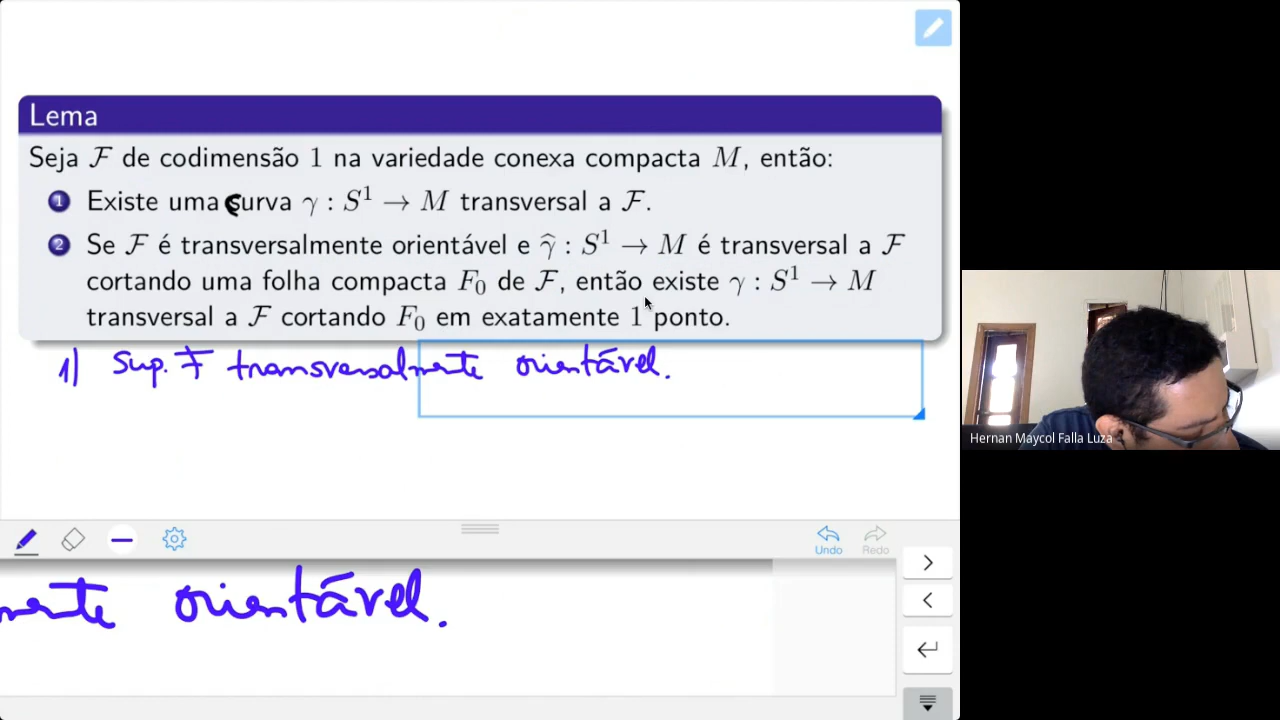 Lema
Seja F de codimensão 1 na variedade conexa compacta M, então:
1 Existe uma curva γ : S¹ → M transversal a F.
2 Se F é transversalmente orientável e γ̂ : S¹ → M é transversal a F
cortando uma folha compacta F₀ de F, então existe γ : S¹ → M
transversal a F cortando F₀ em exatamente 1 ponto.
1) Sup. F transversalmente orientável.
Hernan Maycol Falla Luza
Undo
Redo
mente orientável.